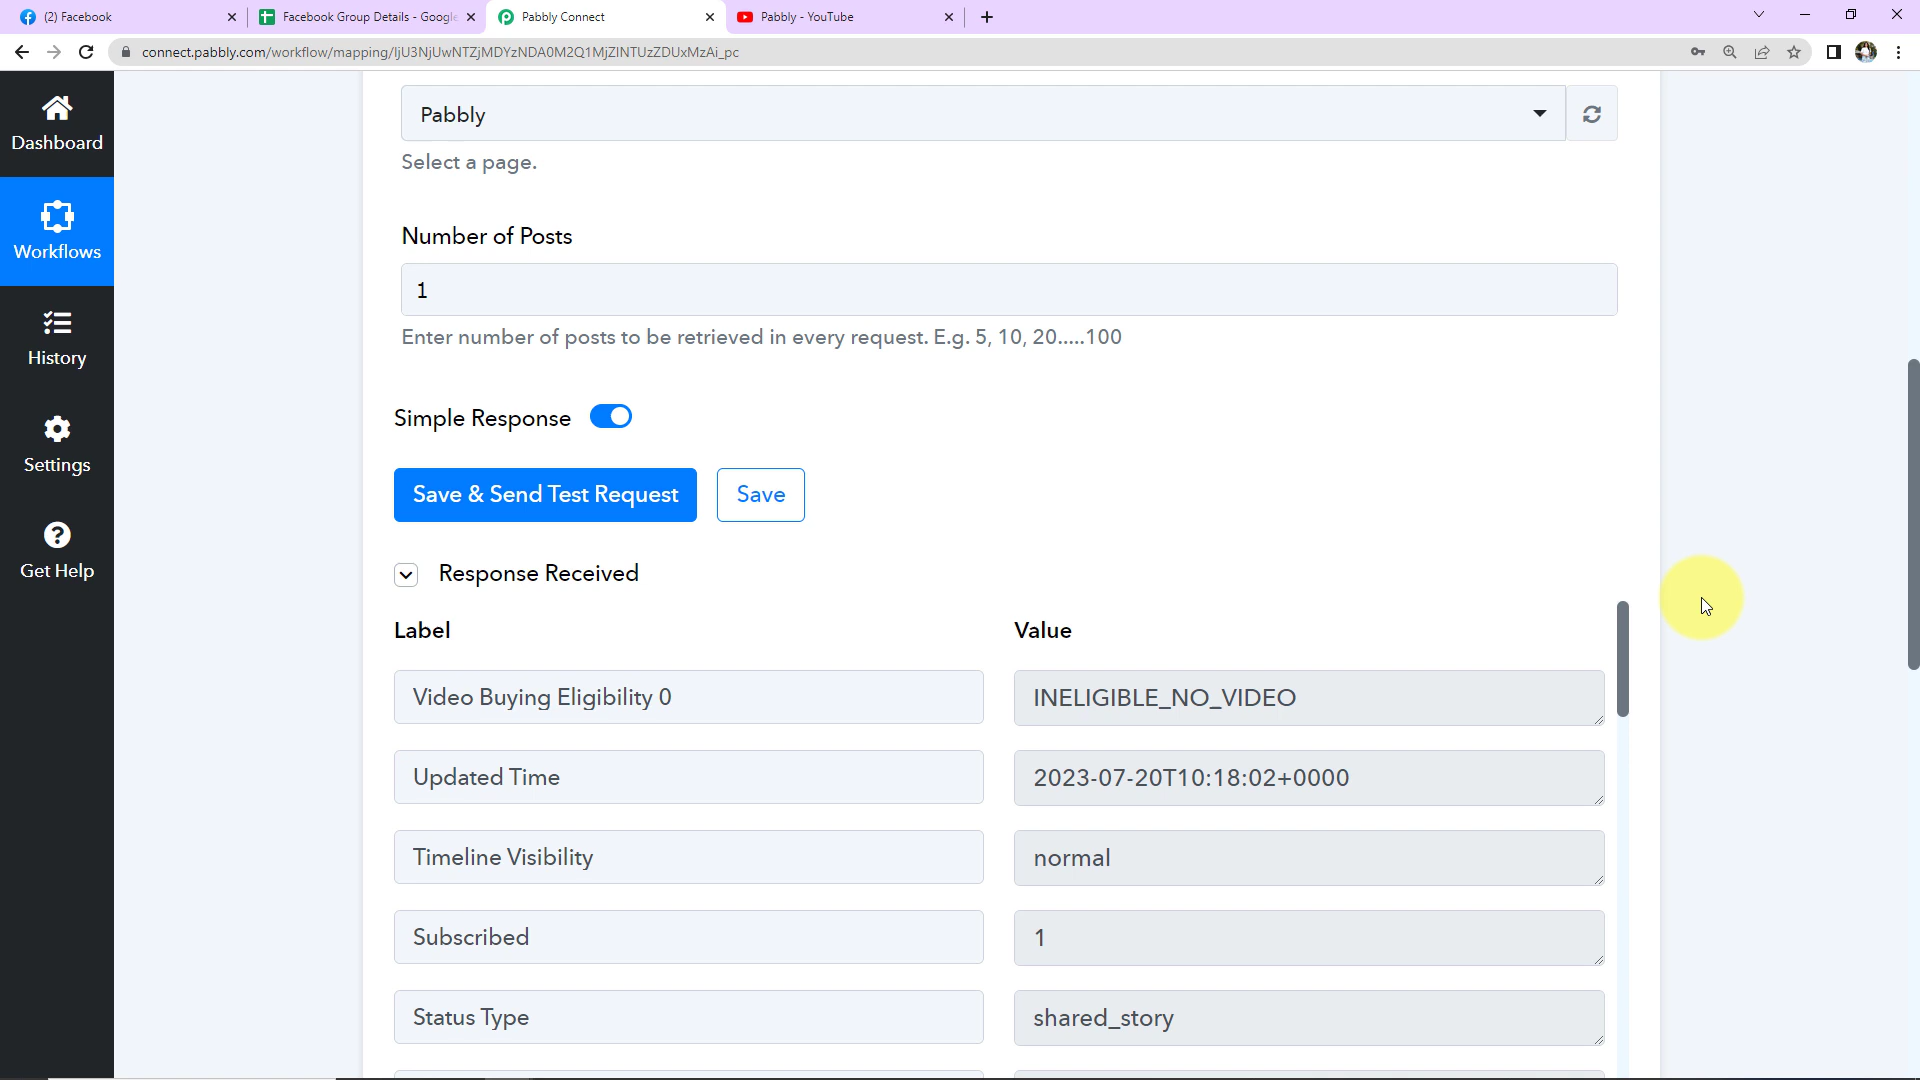 (2) Facebook
Facebook Group Details - Google
Pabbly Connect
Pabbly - YouTube
connect.pabbly.com/workflow/mapping/IjU3NjUwNTZjMDYzNDA0M2Q1MjZlNTUzZDUxMzAi_pc
Dashboard
Workflows
History
Settings
Get Help
Pabbly
Select a page.
Number of Posts
1
Enter number of posts to be retrieved in every request. E.g. 5, 10, 20.....100
Simple Response
Save & Send Test Request
Save
Response Received
Label
Value
Video Buying Eligibility 0
INELIGIBLE_NO_VIDEO
Updated Time
2023-07-20T10:18:02+0000
Timeline Visibility
normal
Subscribed
1
Status Type
shared_story